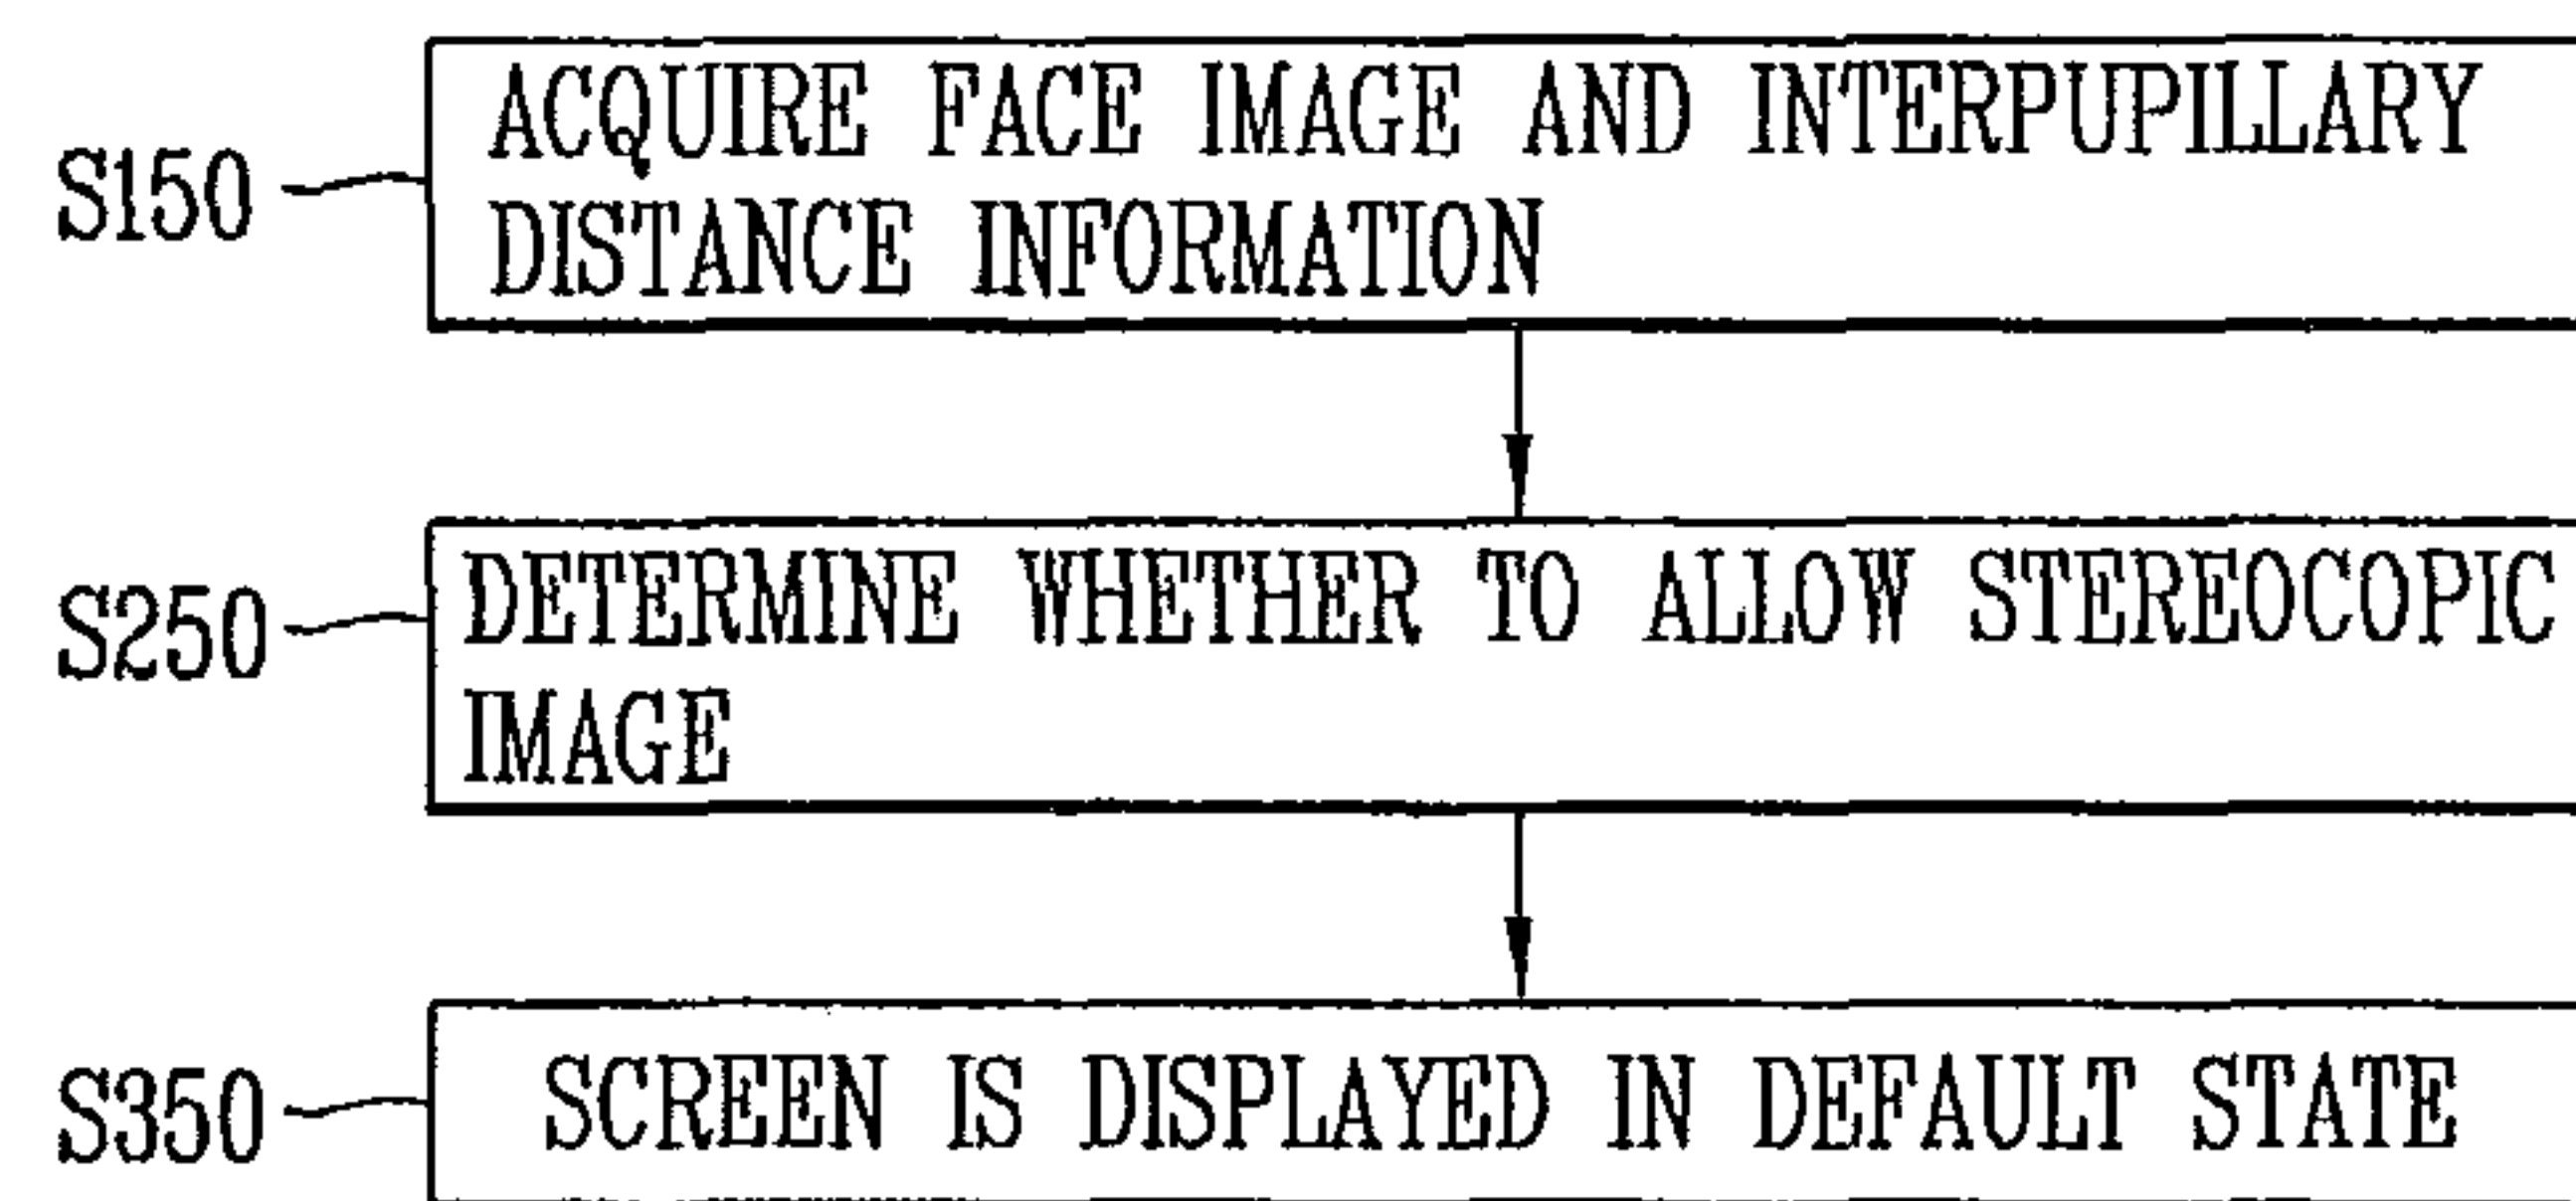 S150
ACQUIRE FACE IMAGE AND INTERPUPILLARY
DISTANCE INFORMATION
S250
DETERMINE WHETHER TO ALLOW STEREOCOPIC
IMAGE
S350
SCREEN IS DISPLAYED IN DEFAULT STATE